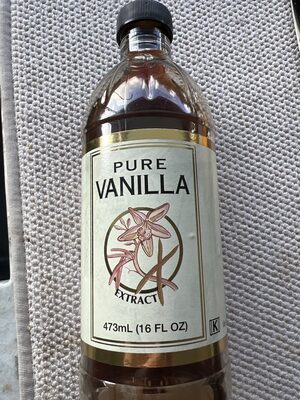 PURE
VANILLA
EXTRACT
473mL (16 FL OZ)
K